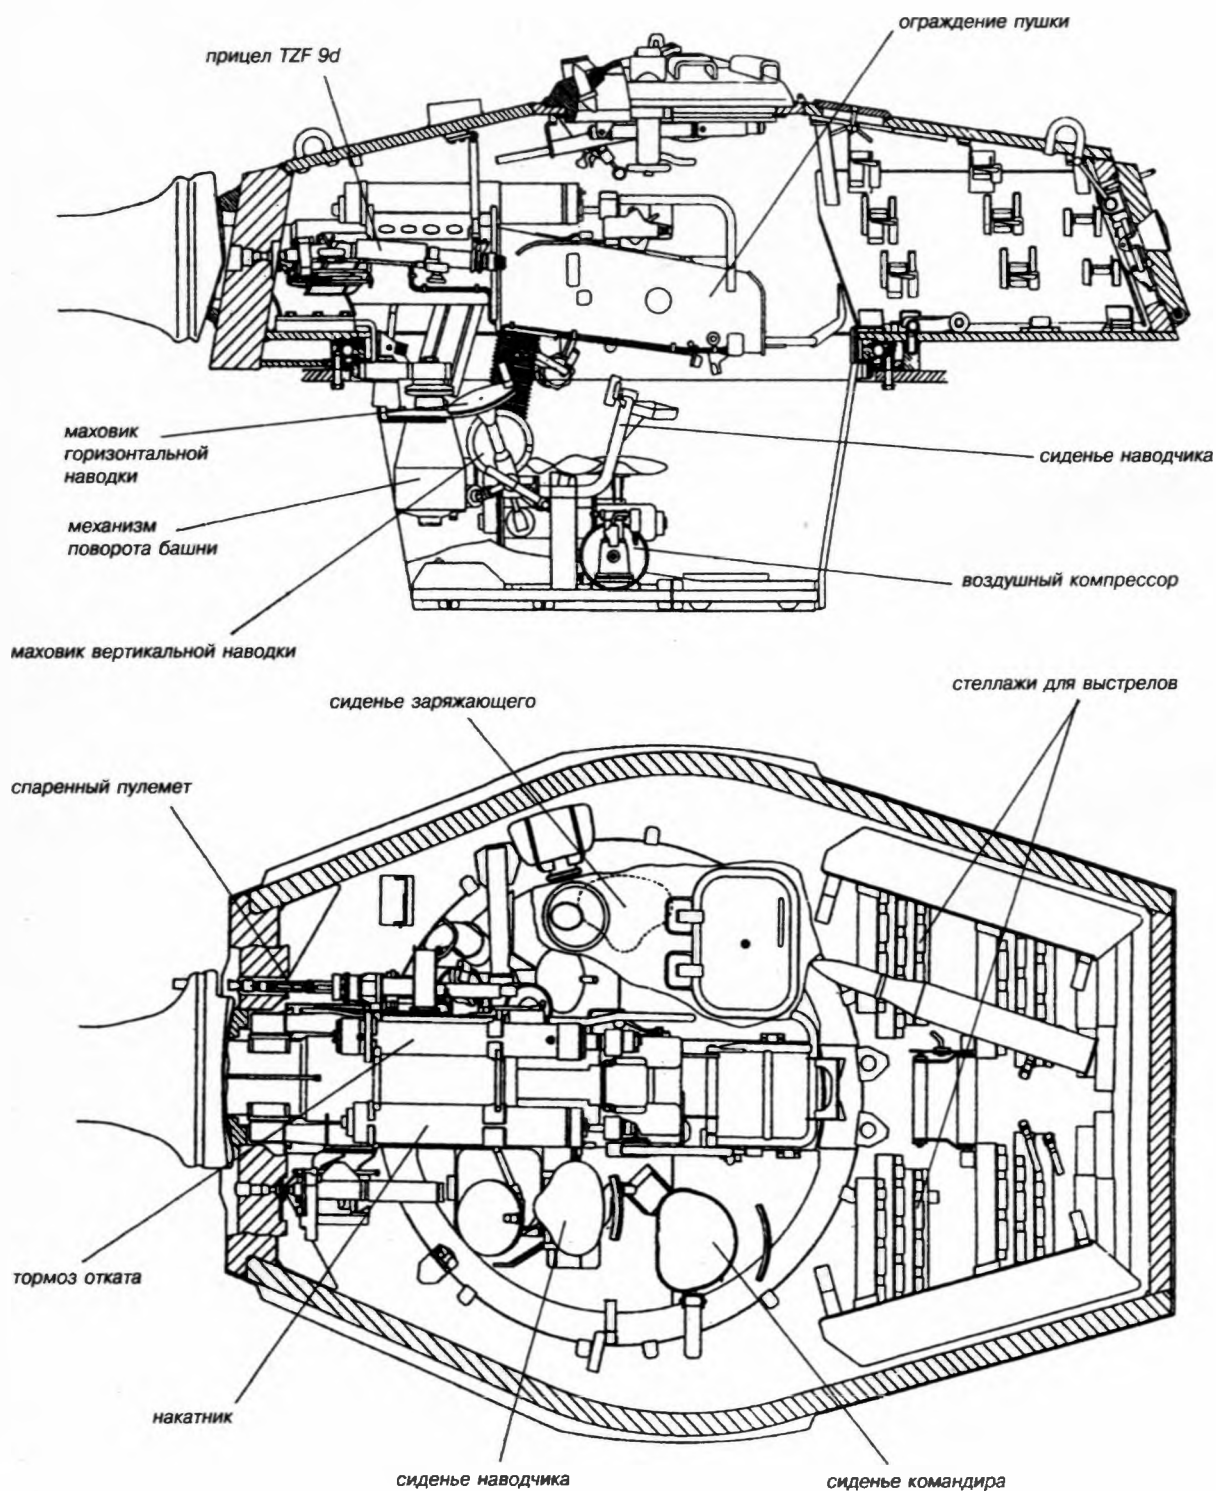 ограждение пушки
прицел TZF 9d
маховик
горизонтальной
наводки
сиденье наводчика
механизм
поворота башни
воздушный компрессор
маховик вертикальной наводки
стеллажи для выстрелов
сиденье заряжающего
спаренный пулемет
тормоз отката
накатник
сиденье наводчика
сиденье командира